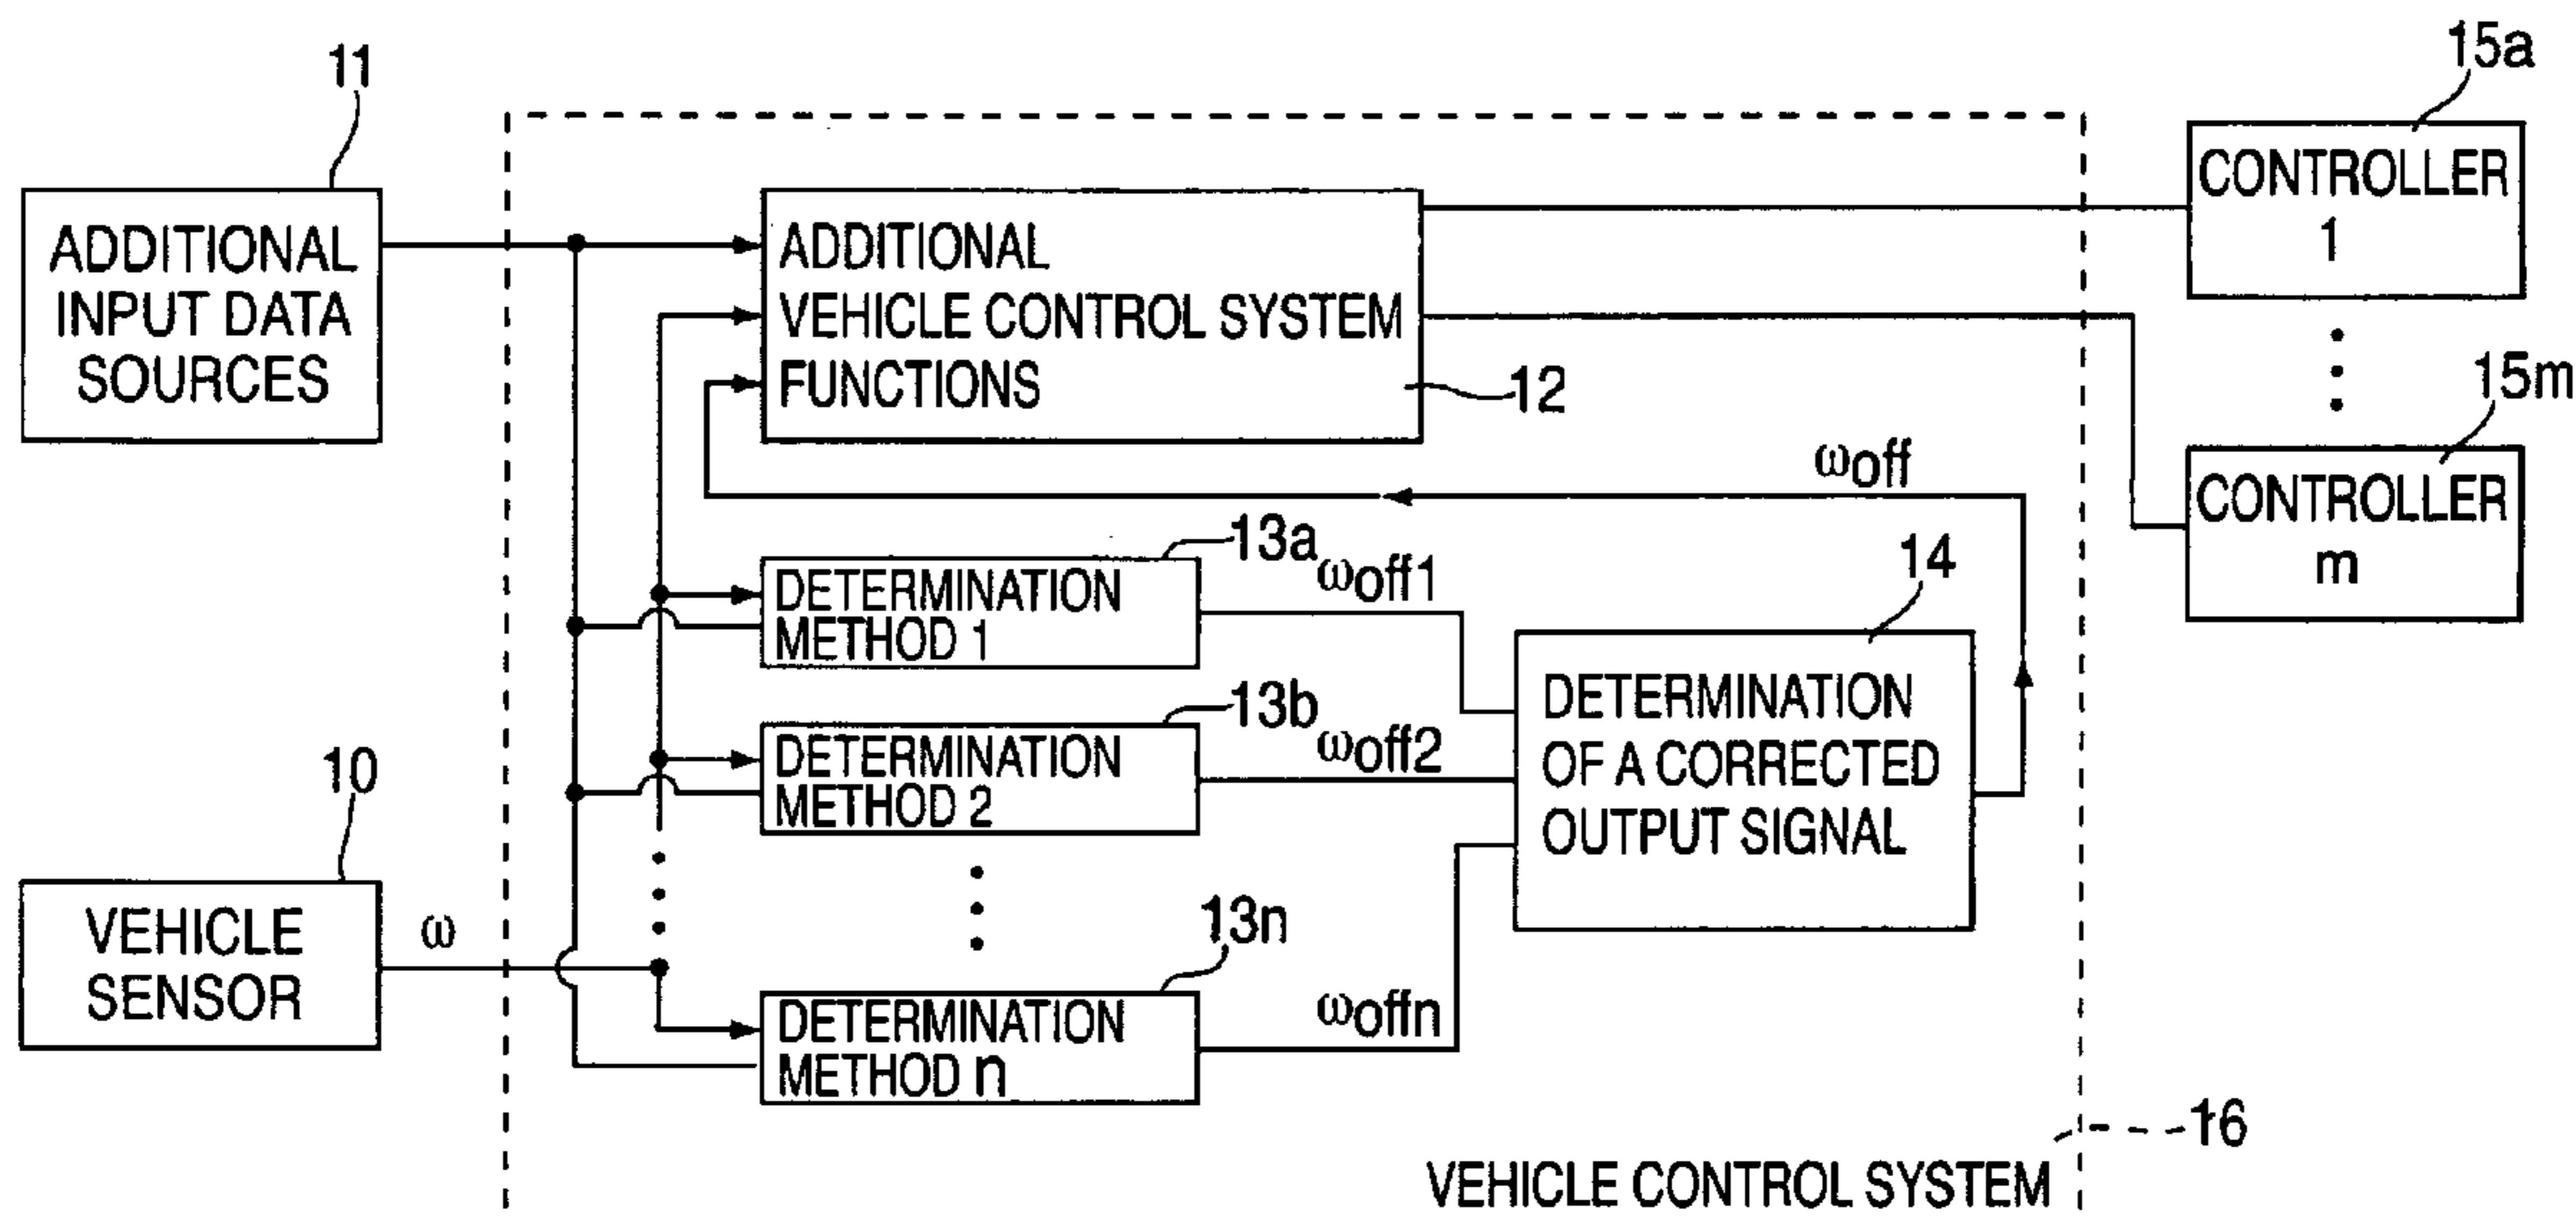 11
ADDITIONAL
INPUT DATA
SOURCES
ADDITIONAL
VEHICLE CONTROL SYSTEM
FUNCTIONS
12
15a
CONTROLLER
1
15m
CONTROLLER
m
ωoff
13a
DETERMINATION
METHOD 1
ωoff1
13b
DETERMINATION
METHOD 2
ωoff2
14
DETERMINATION
OF A CORRECTED
OUTPUT SIGNAL
10
VEHICLE
SENSOR
ω
13n
DETERMINATION
METHOD n
ωoffn
16
VEHICLE CONTROL SYSTEM